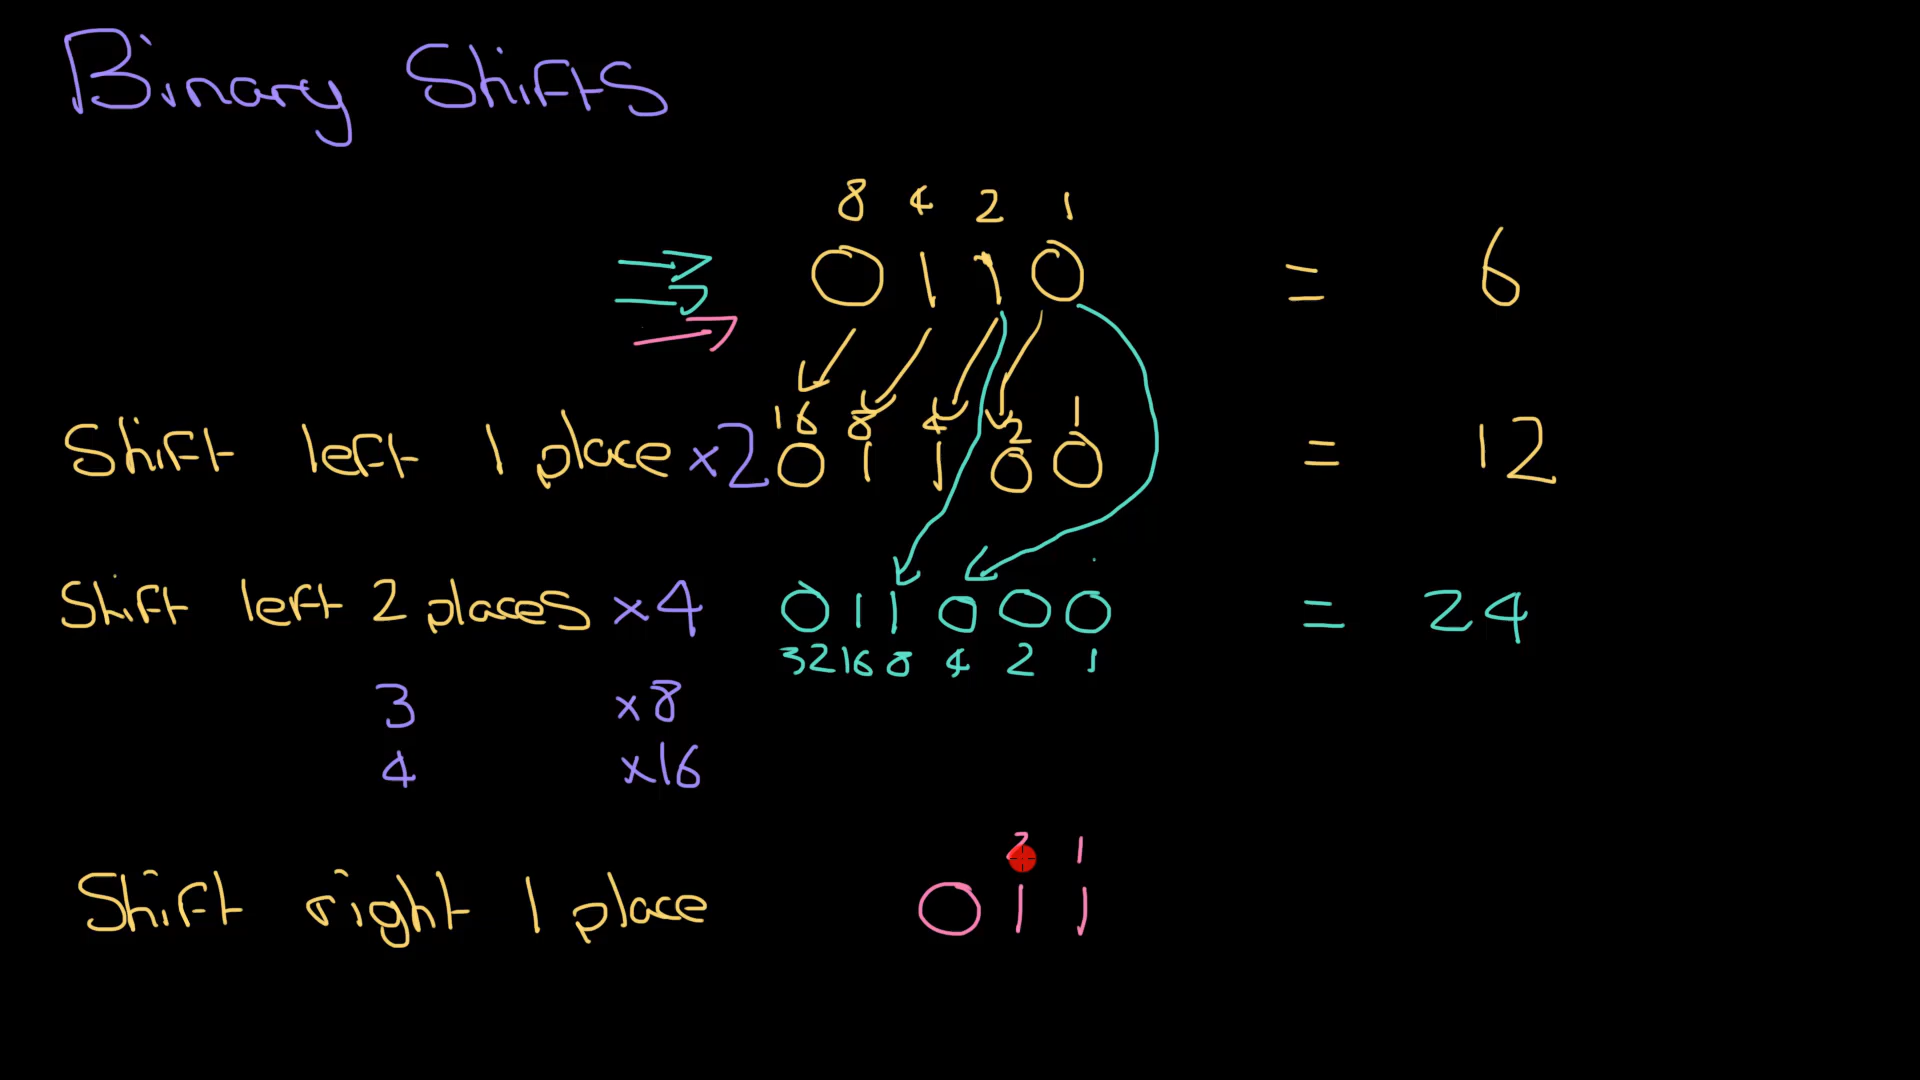 Binary Shifts
8 4 2 1
0 1 1 0 = 6
16 8 4 2 1
Shift left 1 place ×2 0 1 1 0 0 = 12
Shift left 2 places ×4 0 1 1 0 0 0 = 24
32 16 8 4 2 1
3 ×8
4 ×16
2 1
Shift right 1 place 0 1 1